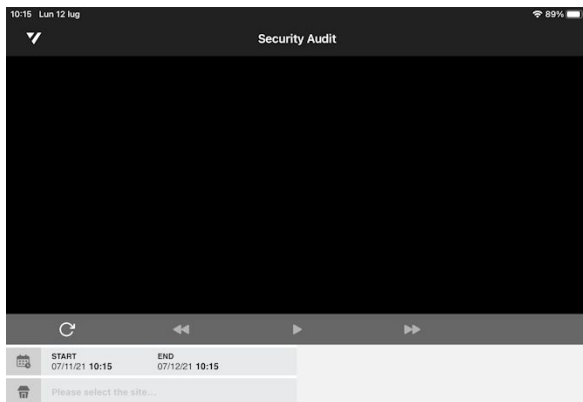 10:15 Lun 12 lug 89%
Security Audit
START END
07/11/21 10:15 07/12/21 10:15
Please select the site...